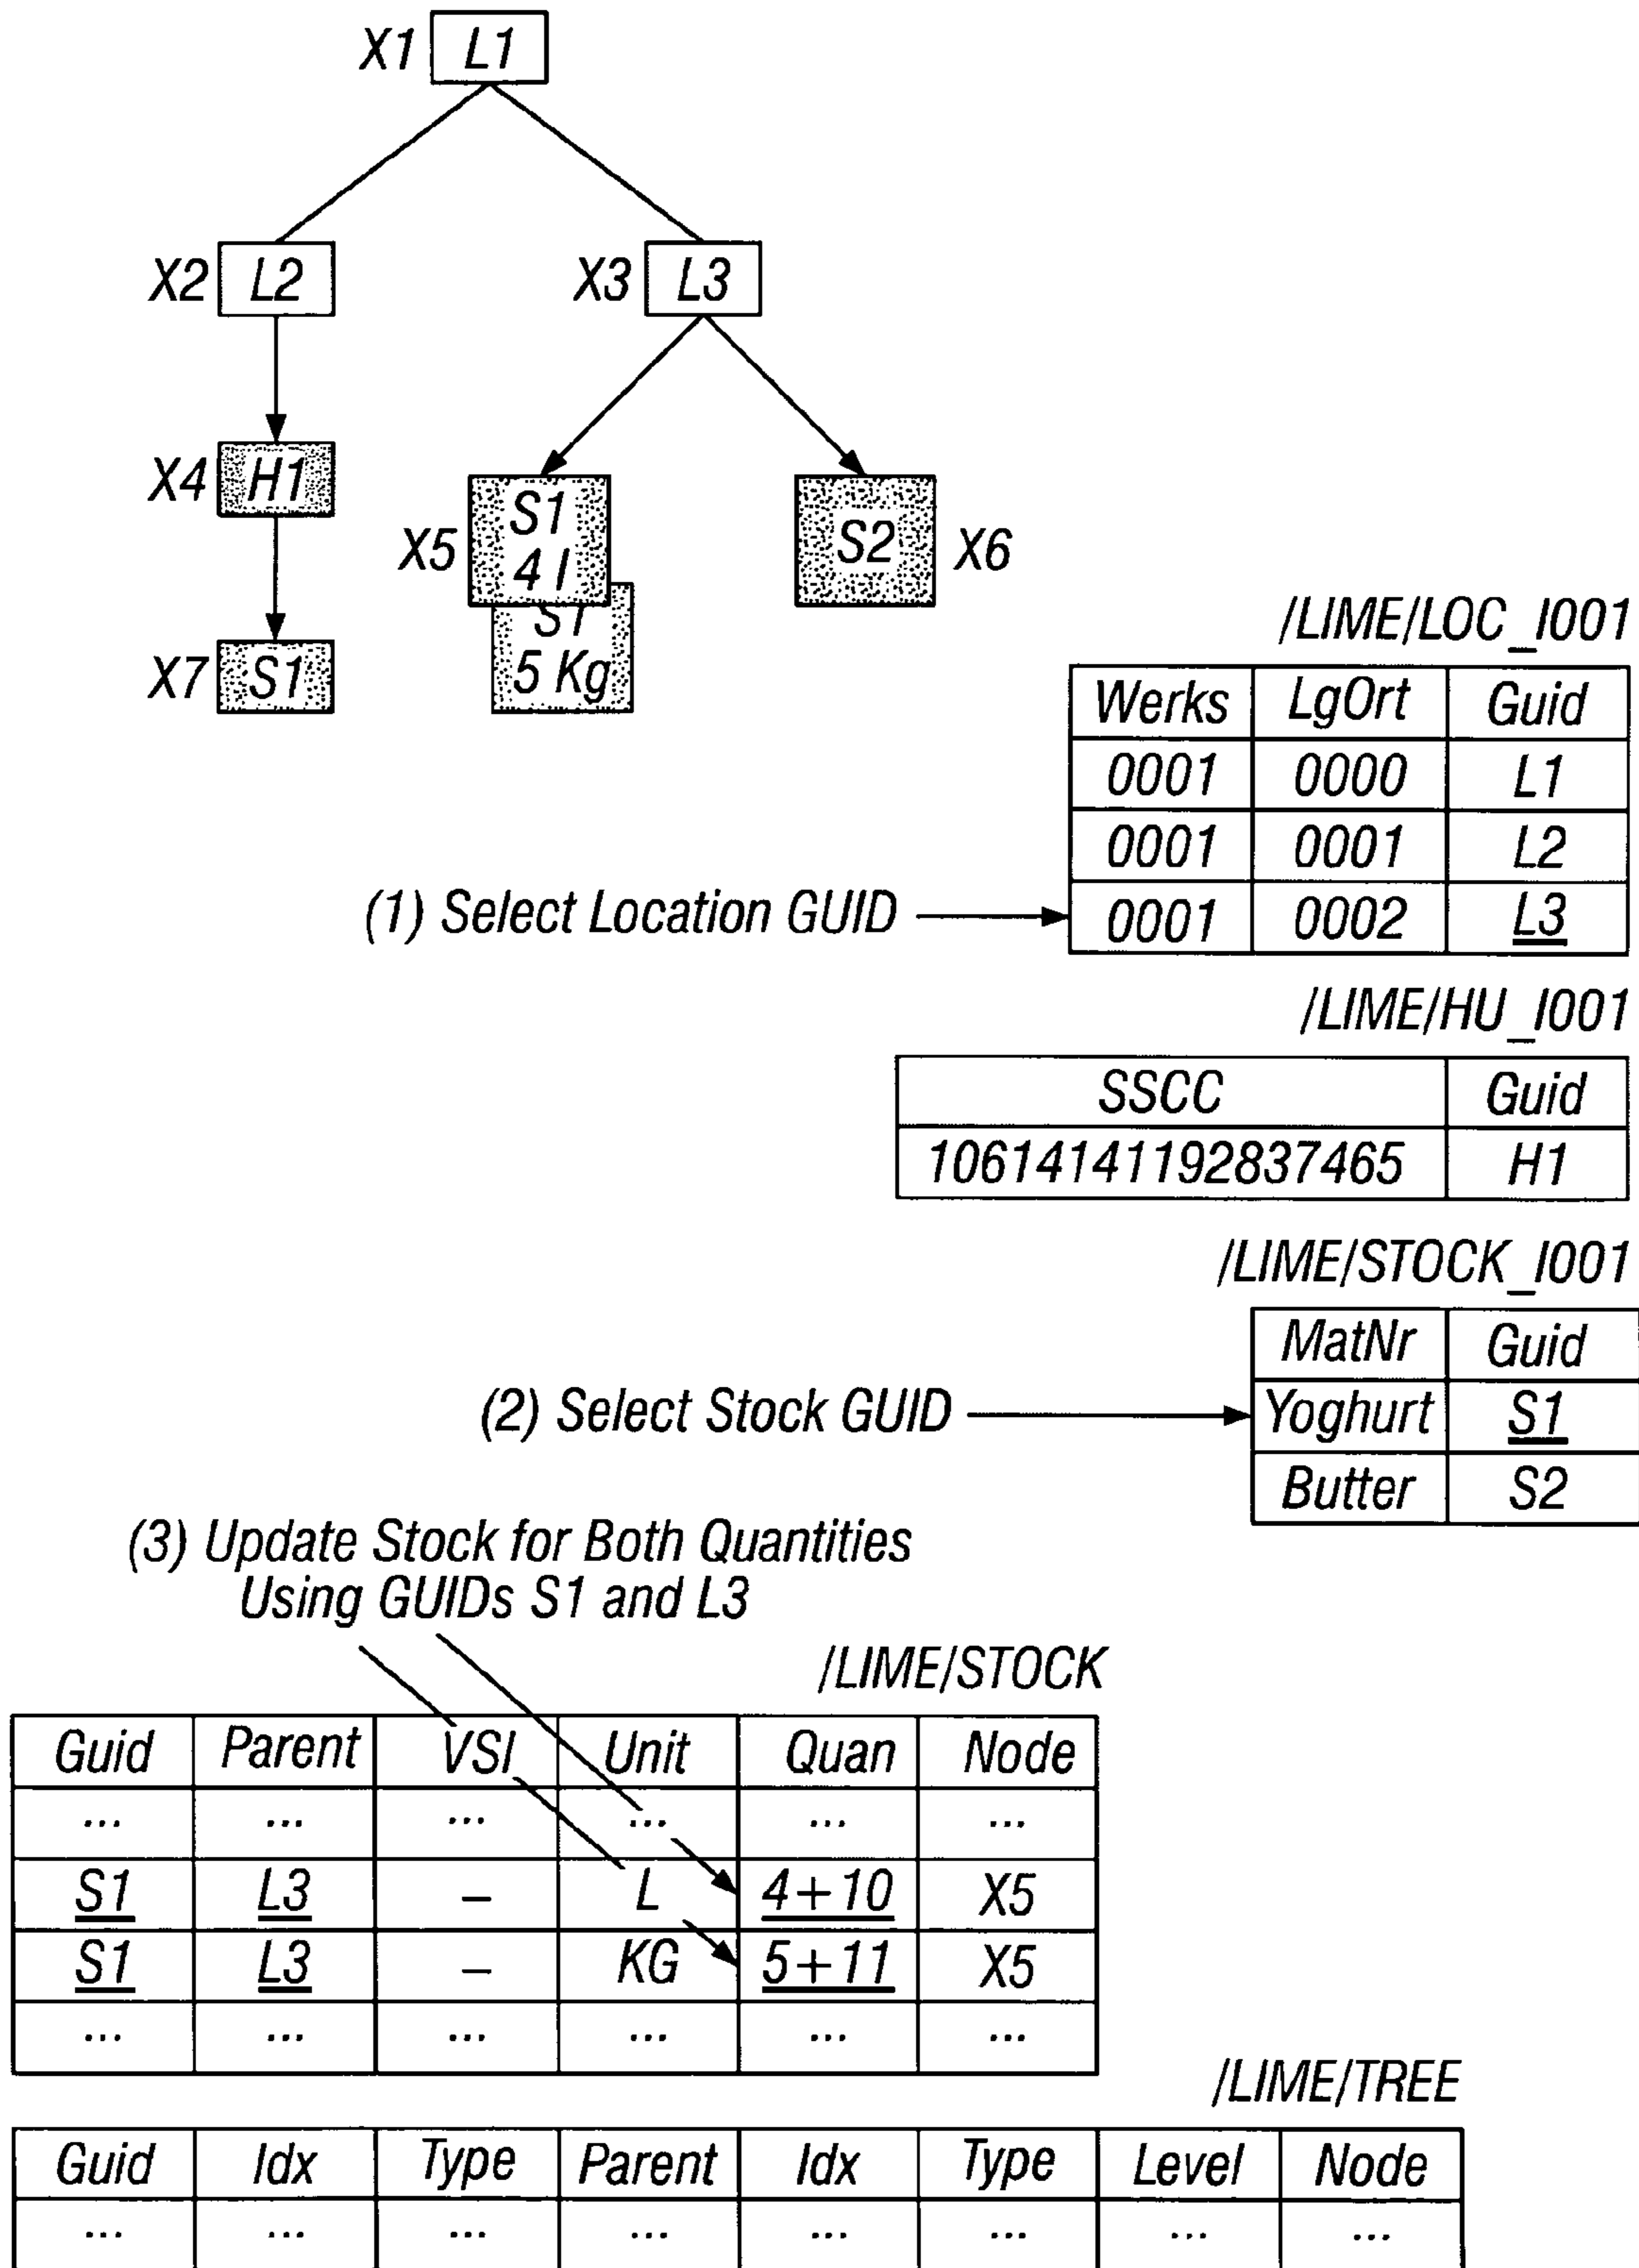 X1 L1
X2 L2 X3 L3
X4 H1
S1
X5 4 l S2 X6
S1
X7 S1 5 Kg
/LIME/LOC_I001
Werks LgOrt Guid
0001 0000 L1
0001 0001 L2
(1) Select Location GUID 0001 0002 L3
/LIME/HU_I001
SSCC Guid
10614141192837465 H1
/LIME/STOCK_I001
MatNr Guid
(2) Select Stock GUID Yoghurt S1
Butter S2
(3) Update Stock for Both Quantities
Using GUIDs S1 and L3
/LIME/STOCK
Guid Parent VSI Unit Quan Node
... ... ... ... ... ...
S1 L3 – L 4+10 X5
S1 L3 – KG 5+11 X5
... ... ... ... ... ...
/LIME/TREE
Guid Idx Type Parent Idx Type Level Node
... ... ... ... ... ... ... ...